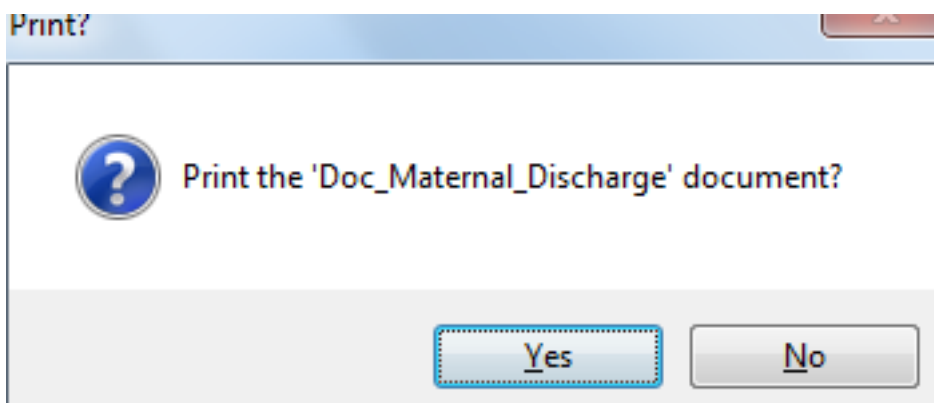 Print?
Print the 'Doc_Maternal_Discharge' document?
Yes
No